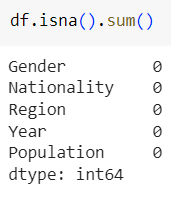 df.isna().sum()
Gender 0
Nationality 0
Region 0
Year 0
Population 0
dtype: int64